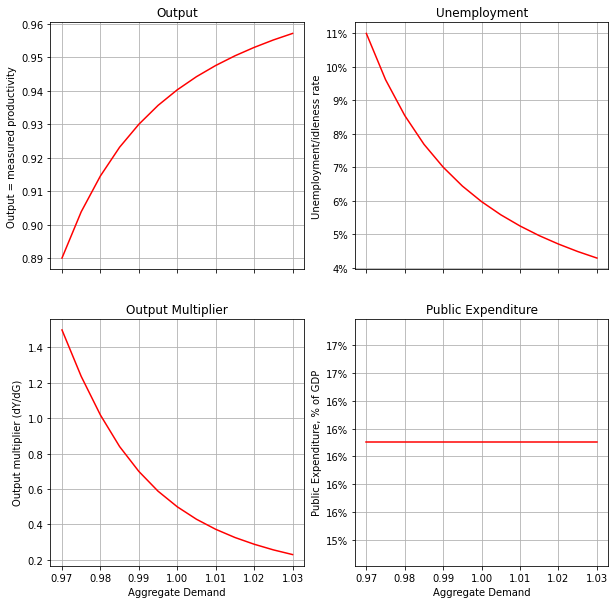 Output
Output = measured productivity
0.96
0.95
0.94
0.93
0.92
0.91
0.90
0.89
Unemployment
Unemployment/idleness rate
11%
10%
9%
8%
7%
6%
5%
4%
Output Multiplier
Output multiplier (dY/dG)
1.4
1.2
1.0
0.8
0.6
0.4
0.2
0.97 0.98 0.99 1.00 1.01 1.02 1.03
Aggregate Demand
Public Expenditure
Public Expenditure, % of GDP
17%
17%
16%
16%
16%
16%
16%
15%
0.97 0.98 0.99 1.00 1.01 1.02 1.03
Aggregate Demand